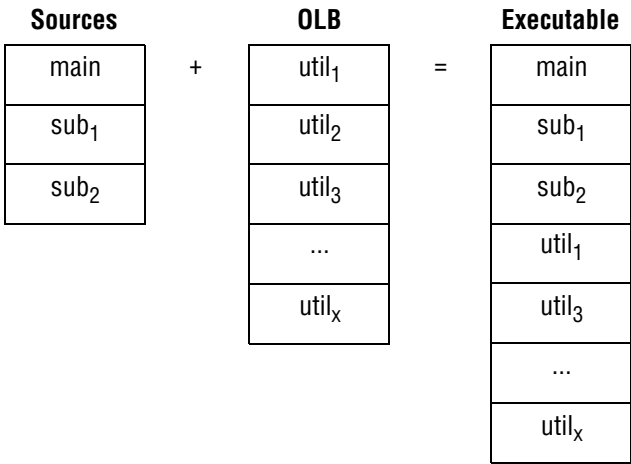 Sources OLB Executable
main + util₁ = main
sub₁ util₂ sub₁
sub₂ util₃ sub₂
... util₁
utilₓ util₃
...
utilₓ